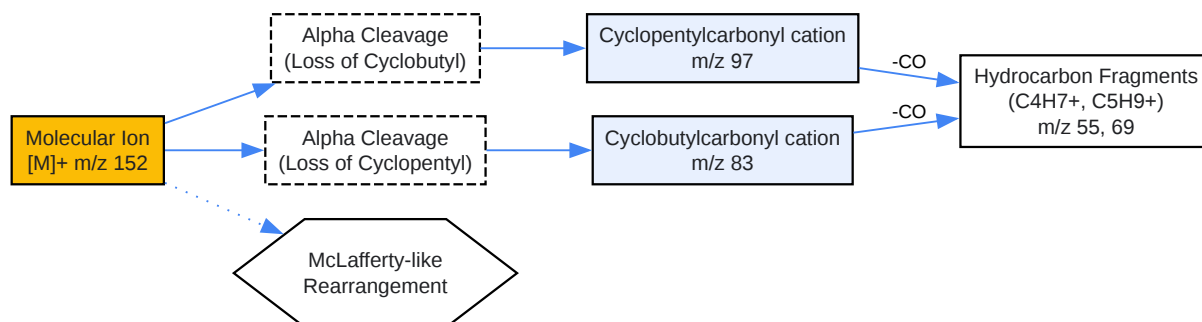 Alpha Cleavage
(Loss of Cyclobutyl)
Cyclopentylcarbonyl cation
m/z 97
-CO
Hydrocarbon Fragments
(C4H7+, C5H9+)
m/z 55, 69
Molecular Ion
[M]+ m/z 152
Alpha Cleavage
(Loss of Cyclopentyl)
Cyclobutylcarbonyl cation
m/z 83
-CO
McLafferty-like
Rearrangement